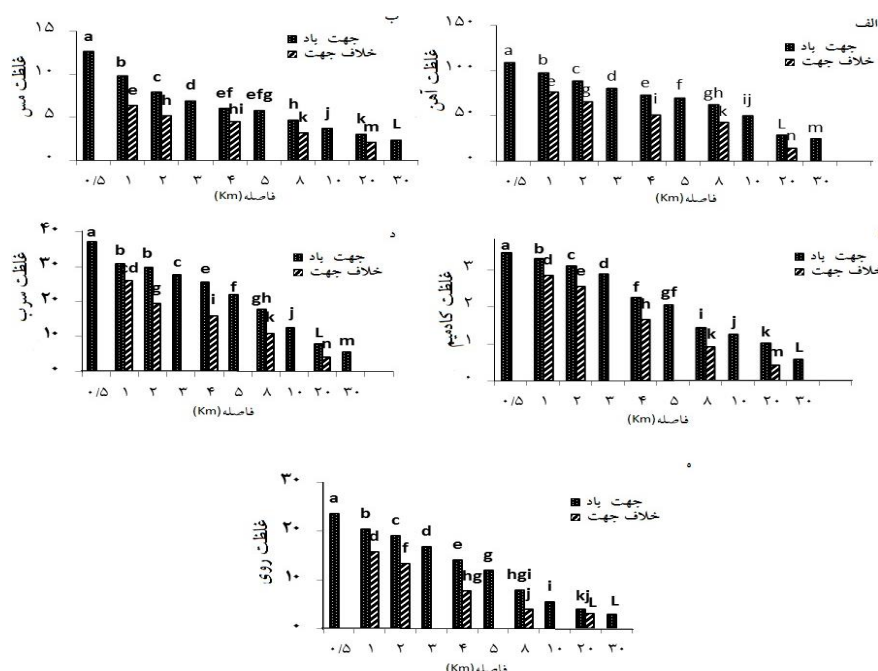 الف
غلظت آهن
۱۵۰
۱۰۰
۵۰
۰
جهت باد
خلاف جهت
a b c d e f gh ij L m
e g i k n
۰/۵ ۱ ۲ ۳ ۴ ۵ ۸ ۱۰ ۲۰ ۳۰
فاصله(Km)
ب
غلظت مس
۱۵
۱۰
۵
۰
جهت باد
خلاف جهت
a b c d ef efg h j k L
e h hi k m
۰/۵ ۱ ۲ ۳ ۴ ۵ ۸ ۱۰ ۲۰ ۳۰
فاصله(Km)
غلظت کادمیم
۳
۲
۱
۰
جهت باد
خلاف جهت
a b c d f gf i j k L
d e h k m
۰/۵ ۱ ۲ ۳ ۴ ۵ ۸ ۱۰ ۲۰ ۳۰
فاصله(Km)
د
غلظت سرب
۴۰
۳۰
۲۰
۱۰
۰
جهت باد
خلاف جهت
a b b c e f gh j L m
cd g i k n
۰/۵ ۱ ۲ ۳ ۴ ۵ ۸ ۱۰ ۲۰ ۳۰
فاصله(Km)
ه
غلظت روی
۳۰
۲۰
۱۰
۰
جهت باد
خلاف جهت
a b c d e g hgi i kj L
d f hg j L
۰/۵ ۱ ۲ ۳ ۴ ۵ ۸ ۱۰ ۲۰ ۳۰
فاصله(Km)